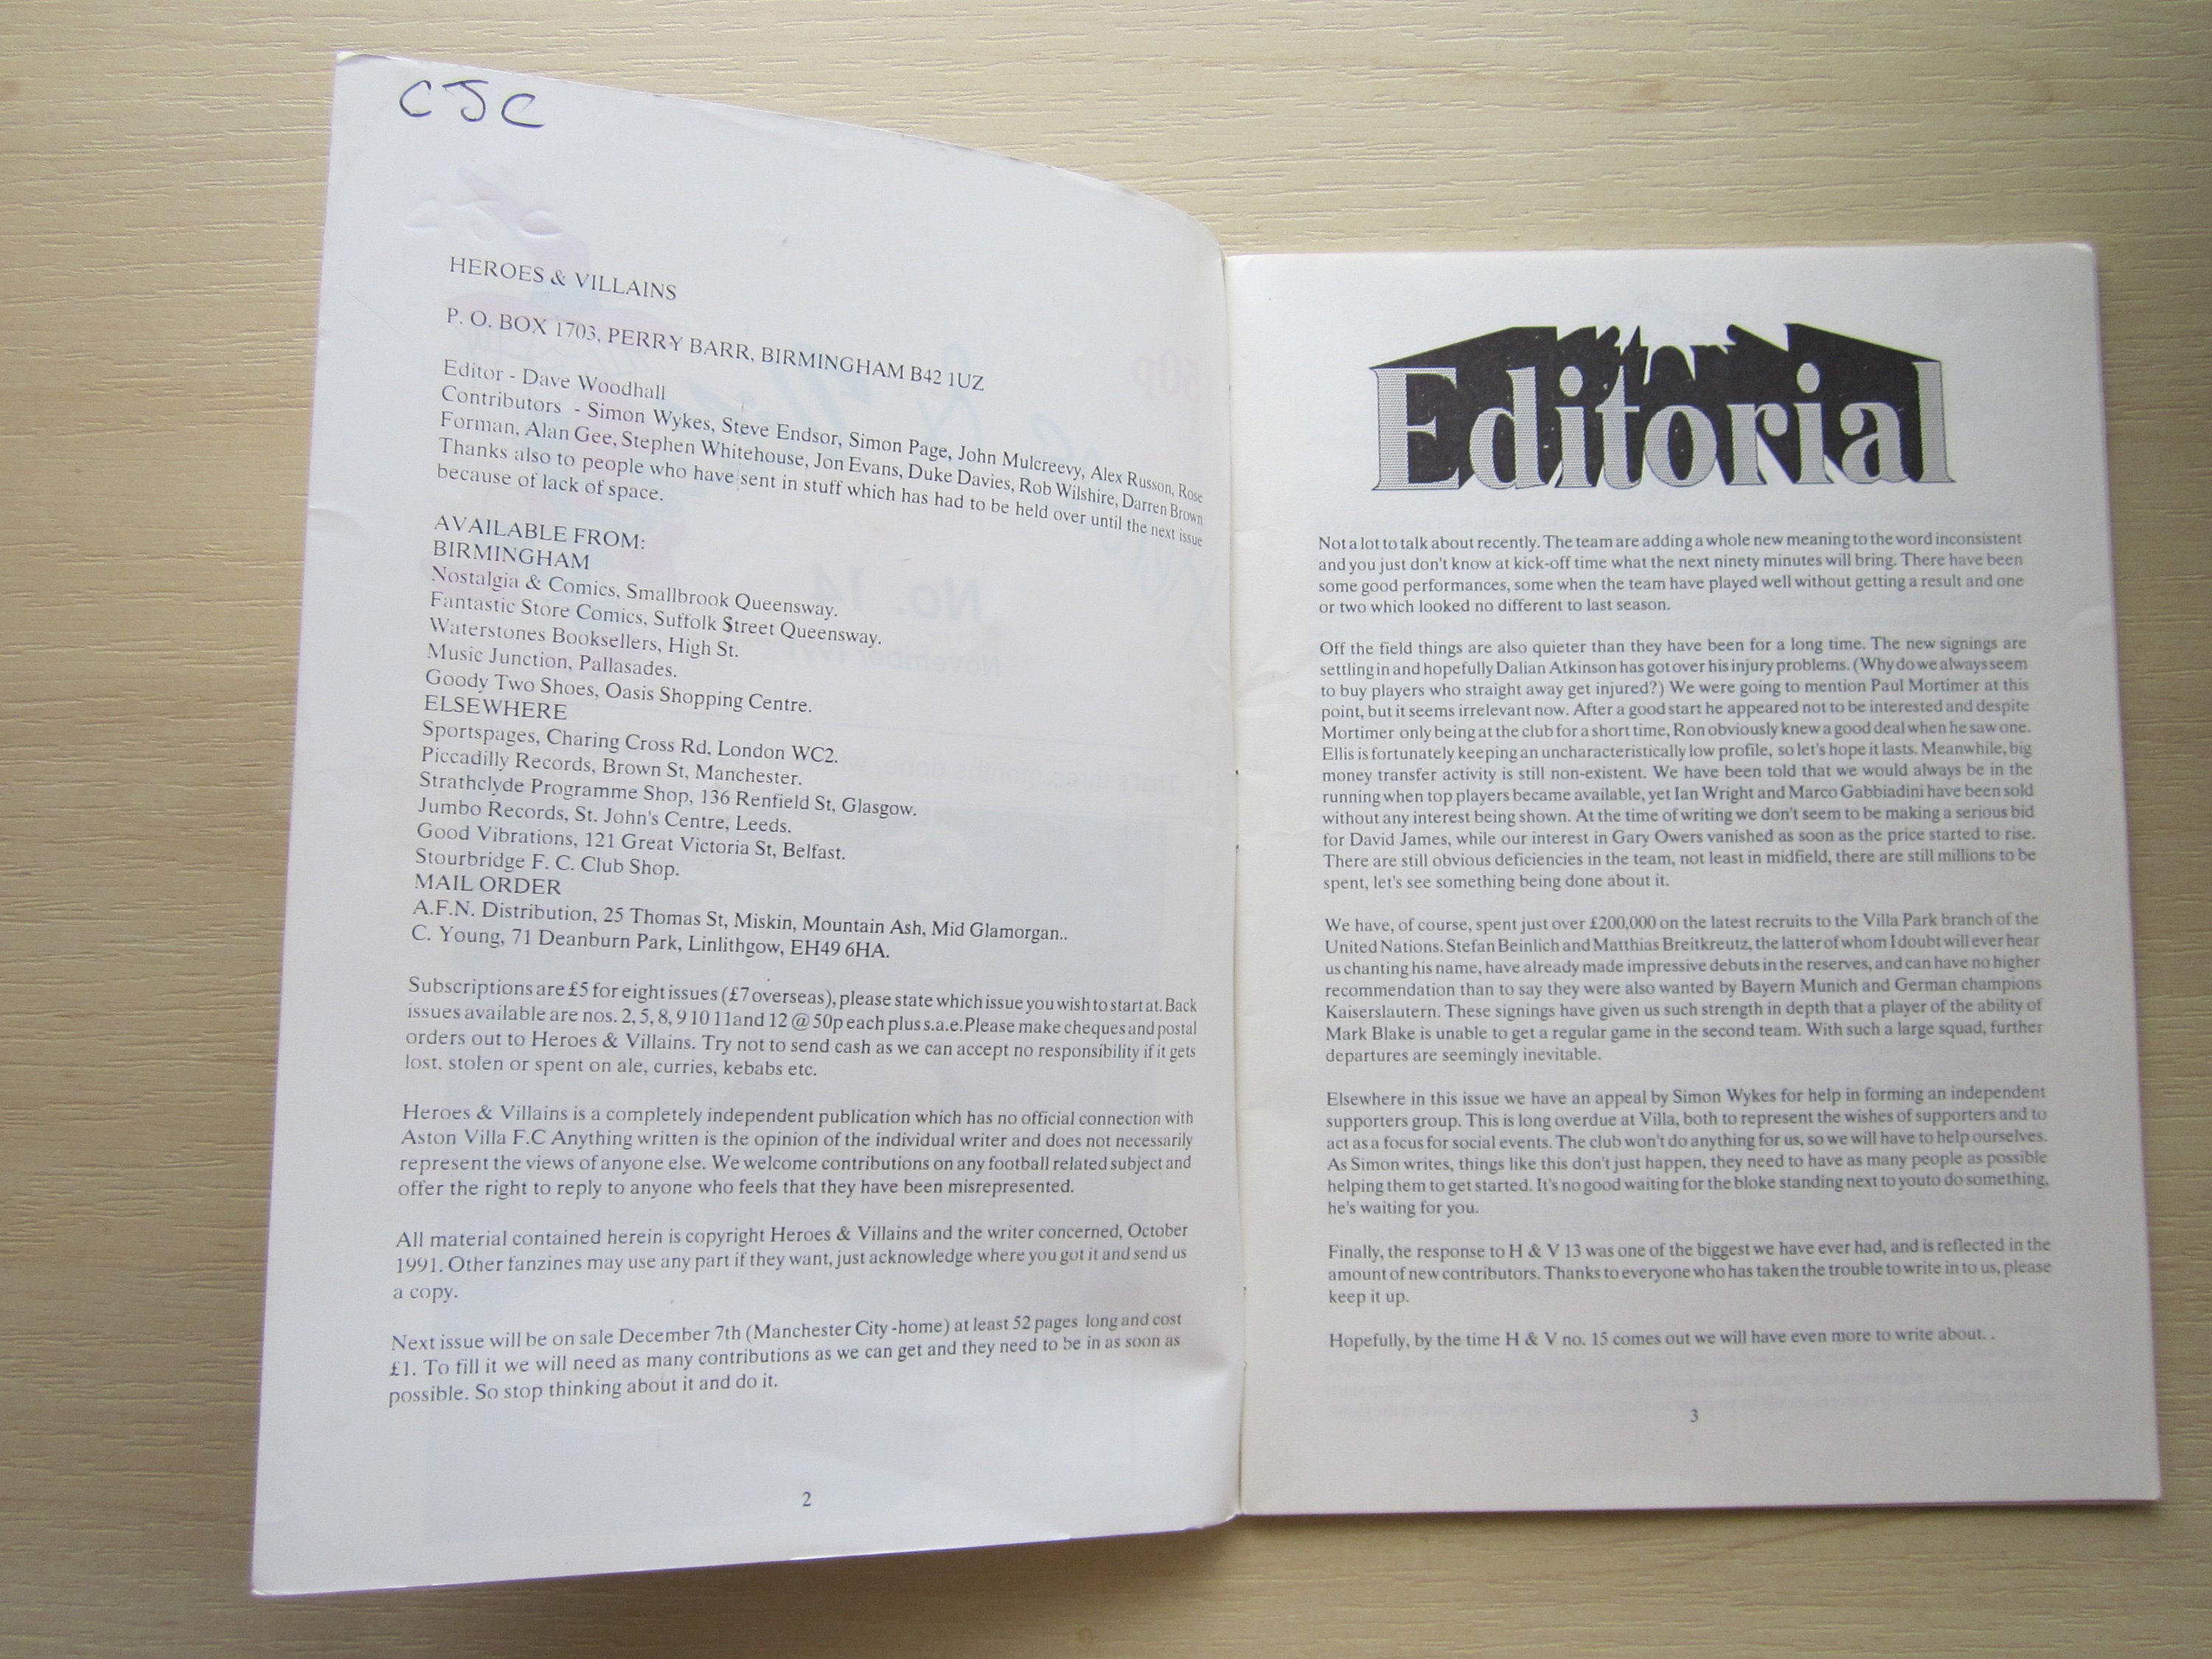 CJC
HEROES & VILLAINS
P. O. BOX 1703, PERRY BARR, BIRMINGHAM B42 1UZ
Editor - Dave Woodhall
Contributors - Simon Wykes, Steve Endsor, Simon Page, John Mulcreevy, Alex Russon, Rose
Forman, Alan Gee, Stephen Whitehouse, Jon Evans, Duke Davies, Rob Wilshire, Darren Brown
Thanks also to people who have sent in stuff which has had to be held over until the next issue
because of lack of space.
AVAILABLE FROM:
BIRMINGHAM
Nostalgia & Comics, Smallbrook Queensway.
Fantastic Store Comics, Suffolk Street Queensway.
Waterstones Booksellers, High St.
Music Junction, Pallasades.
Goody Two Shoes, Oasis Shopping Centre.
ELSEWHERE
Sportspages, Charing Cross Rd, London WC2.
Piccadilly Records, Brown St, Manchester.
Strathclyde Programme Shop, 136 Renfield St, Glasgow.
Jumbo Records, St. John's Centre, Leeds.
Good Vibrations, 121 Great Victoria St, Belfast.
Stourbridge F. C. Club Shop.
MAIL ORDER
A.F.N. Distribution, 25 Thomas St, Miskin, Mountain Ash, Mid Glamorgan..
C. Young, 71 Deanburn Park, Linlithgow, EH49 6HA.
Subscriptions are £5 for eight issues (£7 overseas), please state which issue you wish to start at. Back
issues available are nos. 2, 5, 8, 9 10 11and 12 @ 50p each plus s.a.e.Please make cheques and postal
orders out to Heroes & Villains. Try not to send cash as we can accept no responsibility if it gets
lost, stolen or spent on ale, curries, kebabs etc.
Heroes & Villains is a completely independent publication which has no official connection with
Aston Villa F.C Anything written is the opinion of the individual writer and does not necessarily
represent the views of anyone else. We welcome contributions on any football related subject and
offer the right to reply to anyone who feels that they have been misrepresented.
All material contained herein is copyright Heroes & Villains and the writer concerned, October
1991. Other fanzines may use any part if they want, just acknowledge where you got it and send us
a copy.
Next issue will be on sale December 7th (Manchester City -home) at least 52 pages long and cost
£1. To fill it we will need as many contributions as we can get and they need to be in as soon as
possible. So stop thinking about it and do it.
2
Editorial
Not a lot to talk about recently. The team are adding a whole new meaning to the word inconsistent
and you just don't know at kick-off time what the next ninety minutes will bring. There have been
some good performances, some when the team have played well without getting a result and one
or two which looked no different to last season.
Off the field things are also quieter than they have been for a long time. The new signings are
settling in and hopefully Dalian Atkinson has got over his injury problems. (Why do we always seem
to buy players who straight away get injured?) We were going to mention Paul Mortimer at this
point, but it seems irrelevant now. After a good start he appeared not to be interested and despite
Mortimer only being at the club for a short time, Ron obviously knew a good deal when he saw one.
Ellis is fortunately keeping an uncharacteristically low profile, so let's hope it lasts. Meanwhile, big
money transfer activity is still non-existent. We have been told that we would always be in the
running when top players became available, yet Ian Wright and Marco Gabbiadini have been sold
without any interest being shown. At the time of writing we don't seem to be making a serious bid
for David James, while our interest in Gary Owers vanished as soon as the price started to rise.
There are still obvious deficiencies in the team, not least in midfield, there are still millions to be
spent, let's see something being done about it.
We have, of course, spent just over £200,000 on the latest recruits to the Villa Park branch of the
United Nations. Stefan Beinlich and Matthias Breitkreutz, the latter of whom I doubt will ever hear
us chanting his name, have already made impressive debuts in the reserves, and can have no higher
recommendation than to say they were also wanted by Bayern Munich and German champions
Kaiserslautern. These signings have given us such strength in depth that a player of the ability of
Mark Blake is unable to get a regular game in the second team. With such a large squad, further
departures are seemingly inevitable.
Elsewhere in this issue we have an appeal by Simon Wykes for help in forming an independent
supporters group. This is long overdue at Villa, both to represent the wishes of supporters and to
act as a focus for social events. The club won't do anything for us, so we will have to help ourselves.
As Simon writes, things like this don't just happen, they need to have as many people as possible
helping them to get started. It's no good waiting for the bloke standing next to youto do something,
he's waiting for you.
Finally, the response to H & V 13 was one of the biggest we have ever had, and is reflected in the
amount of new contributors. Thanks to everyone who has taken the trouble to write in to us, please
keep it up.
Hopefully, by the time H & V no. 15 comes out we will have even more to write about. .
3